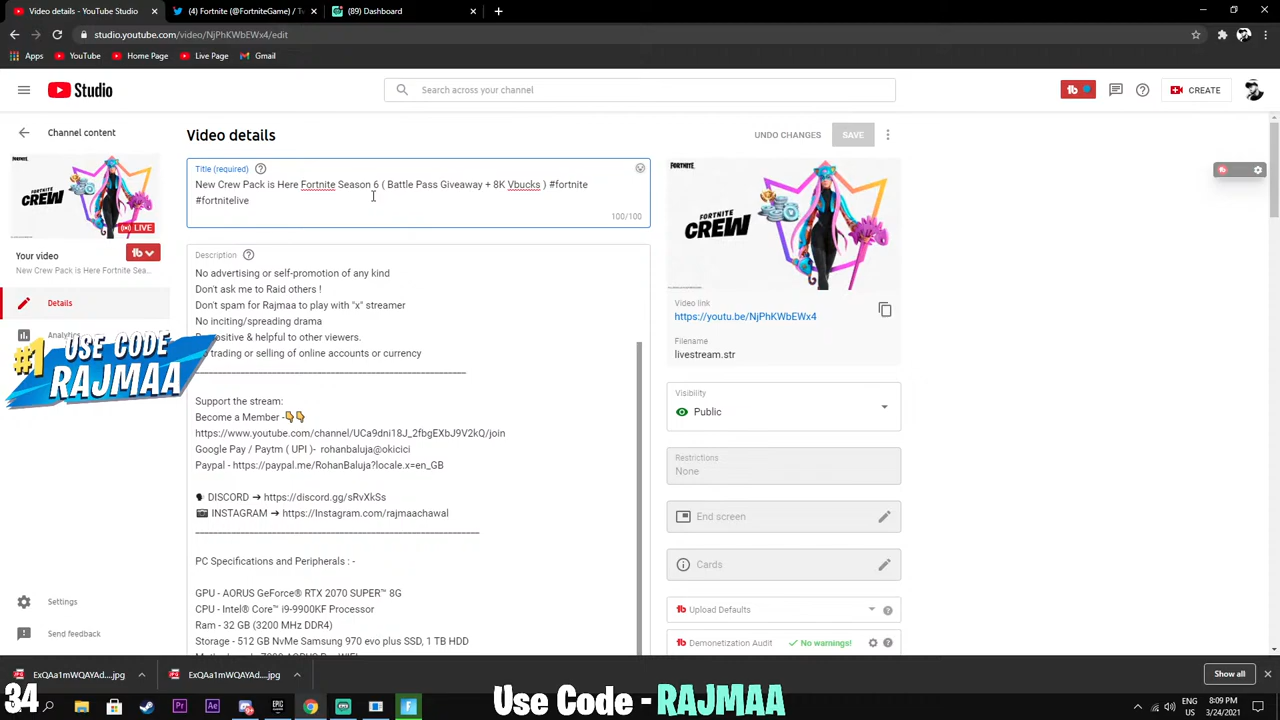 Video details - YouTube Studio
(4) Fortnite (@FortniteGame) / Tw
(89) Dashboard
studio.youtube.com/video/NjPhKWbEWx4/edit
Apps YouTube Home Page Live Page Gmail
Studio
Search across your channel
CREATE
Channel content
Video details
UNDO CHANGES
SAVE
FORTNITE
CREW
LIVE
Your video
New Crew Pack is Here Fortnite Sea...
Details
Analytics
#1 USE CODE
RAJMAA
Settings
Send feedback
Title (required)
New Crew Pack is Here Fortnite Season 6 ( Battle Pass Giveaway + 8K Vbucks ) #fortnite
#fortnitelive
100/100
Description
No advertising or self-promotion of any kind
Don't ask me to Raid others !
Don't spam for Rajmaa to play with "x" streamer
No inciting/spreading drama
positive & helpful to other viewers.
trading or selling of online accounts or currency
Support the stream:
Become a Member -👇👇
https://www.youtube.com/channel/UCa9dni18J_2fbgEXbJ9V2kQ/join
Google Pay / Paytm ( UPI )- rohanbaluja@okicici
Paypal - https://paypal.me/RohanBaluja?locale.x=en_GB
🗣 DISCORD ➔ https://discord.gg/sRvXkSs
📷 INSTAGRAM ➔ https://Instagram.com/rajmaachawal
PC Specifications and Peripherals : -
GPU - AORUS GeForce® RTX 2070 SUPER™ 8G
CPU - Intel® Core™ i9-9900KF Processor
Ram - 32 GB (3200 MHz DDR4)
Storage - 512 GB NvMe Samsung 970 evo plus SSD, 1 TB HDD
FORTNITE
CREW
Video link
https://youtu.be/NjPhKWbEWx4
Filename
livestream.str
Visibility
Public
Restrictions
None
End screen
Cards
Upload Defaults
Demonetization Audit No warnings!
ExQAa1mWQAYAd....jpg
ExQAa1mWQAYAd....jpg
Show all
34
Use Code - RAJMAA
ENG
US
8:09 PM
3/24/2021